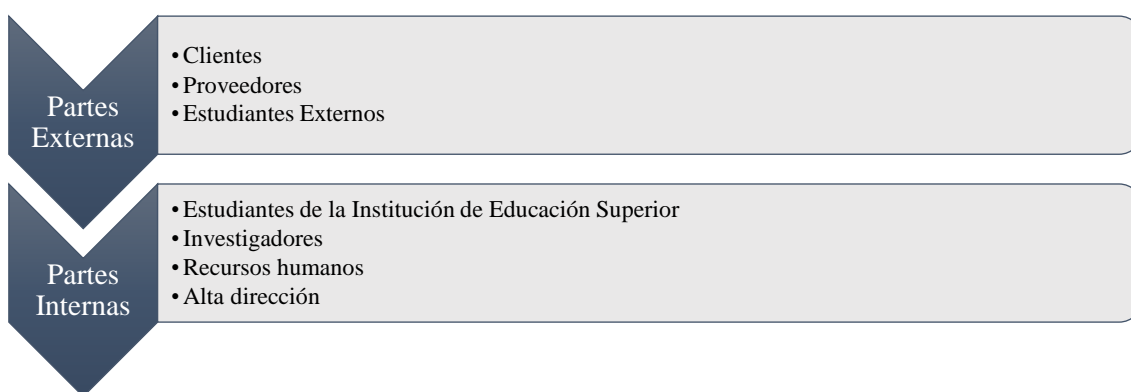 Partes
Externas
• Clientes
• Proveedores
• Estudiantes Externos
Partes
Internas
• Estudiantes de la Institución de Educación Superior
• Investigadores
• Recursos humanos
• Alta dirección